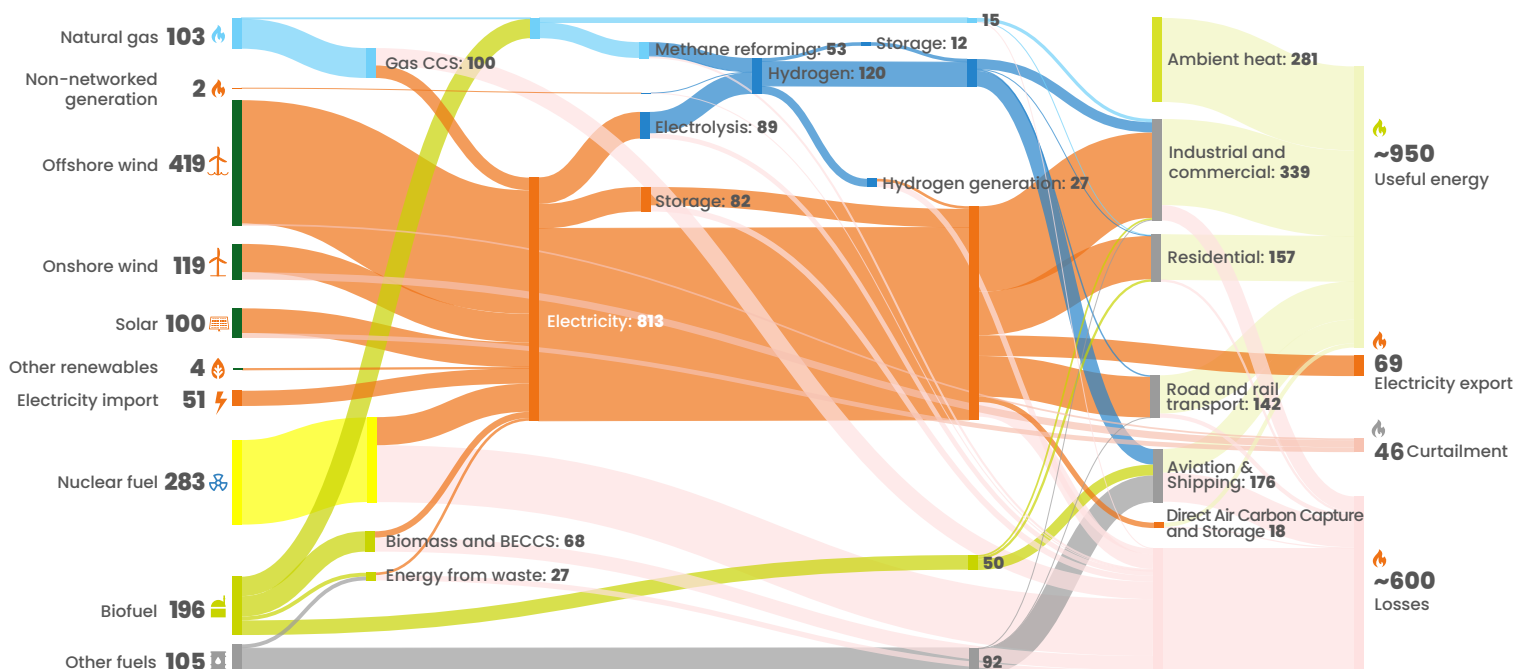 Natural gas 103
Non-networked
generation 2
Offshore wind 419
Onshore wind 119
Solar 100
Other renewables 4
Electricity import 51
Nuclear fuel 283
Biofuel 196
Other fuels 105
Gas CCS: 100
Biomass and BECCS: 68
Energy from waste: 27
Electricity: 813
Methane reforming: 53
Storage: 12
Hydrogen: 120
Electrolysis: 89
Storage: 82
Hydrogen generation: 27
15
50
92
Ambient heat: 281
Industrial and
commercial: 339
Residential: 157
Road and rail
transport: 142
Aviation &
Shipping: 176
Direct Air Carbon Capture
and Storage 18
~950
Useful energy
69
Electricity export
46 Curtailment
~600
Losses